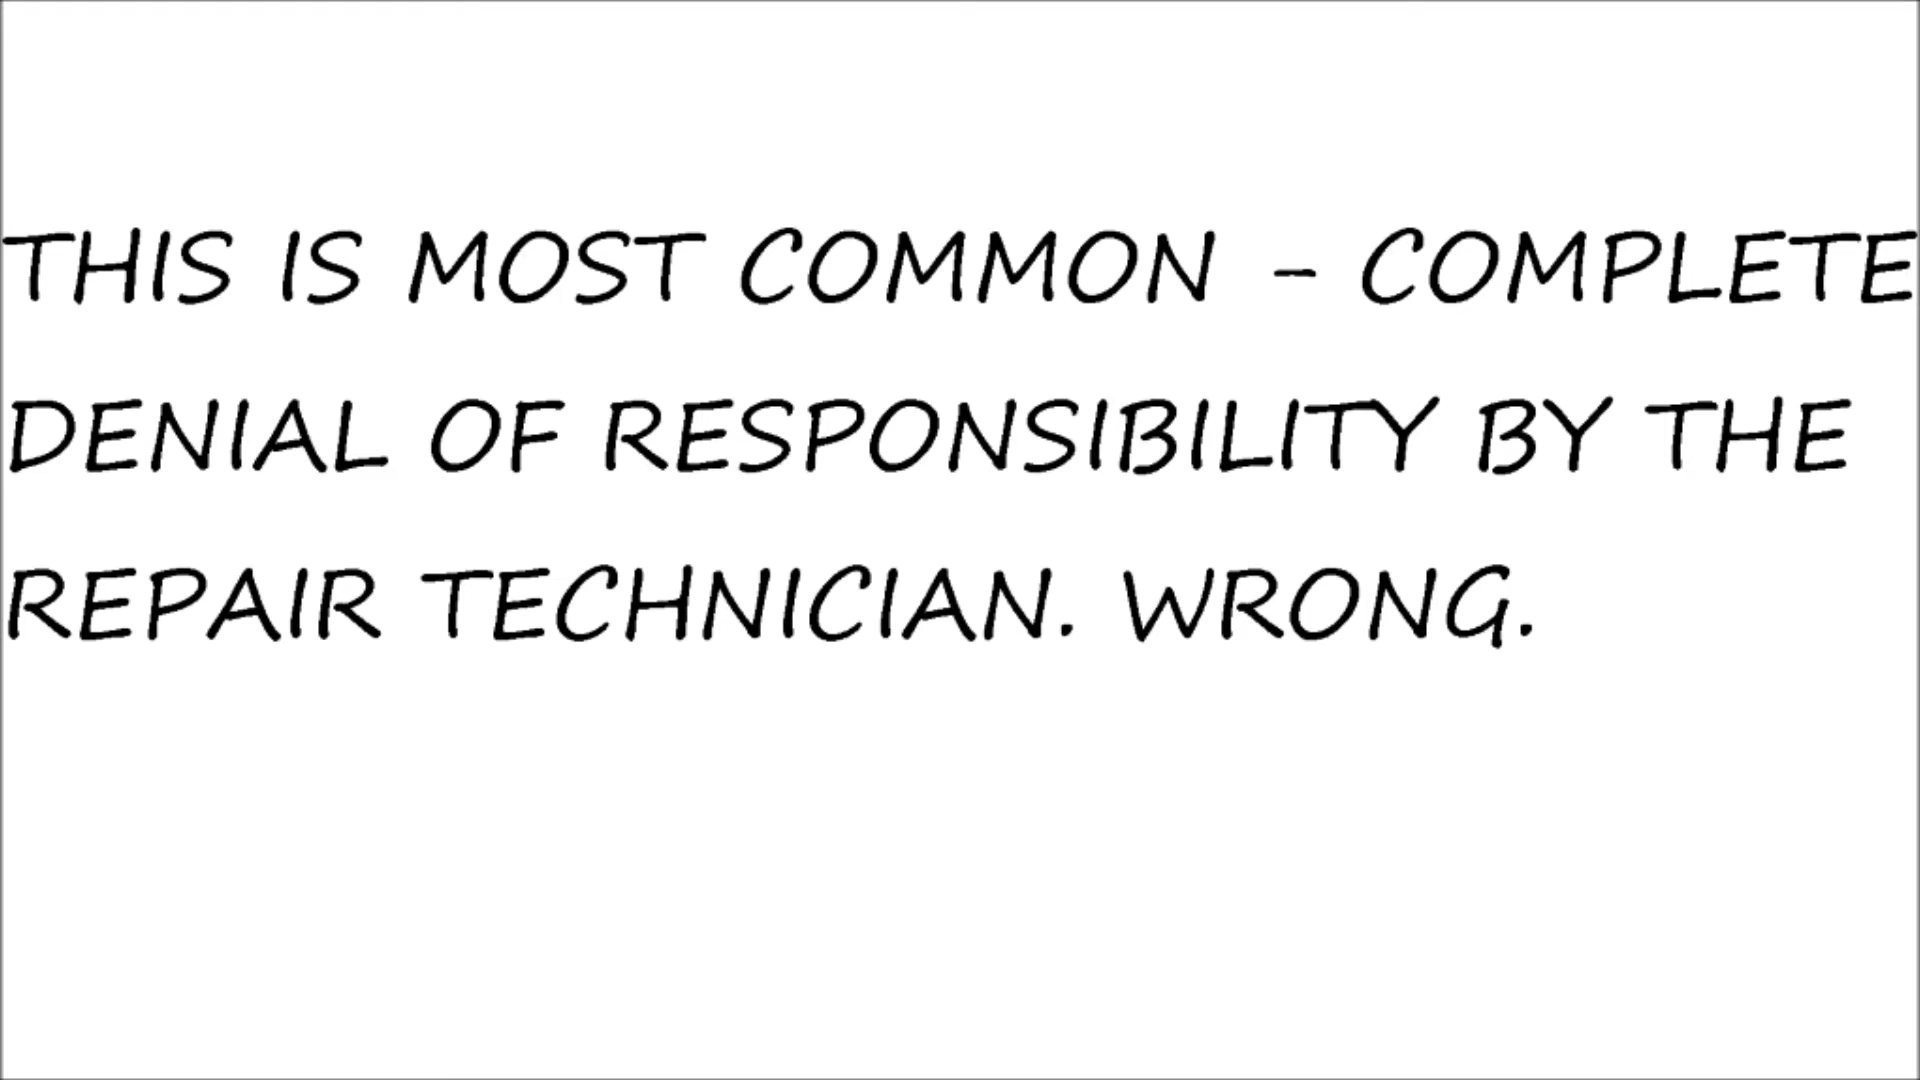 THIS IS MOST COMMON - COMPLETE
DENIAL OF RESPONSIBILITY BY THE
REPAIR TECHNICIAN. WRONG.